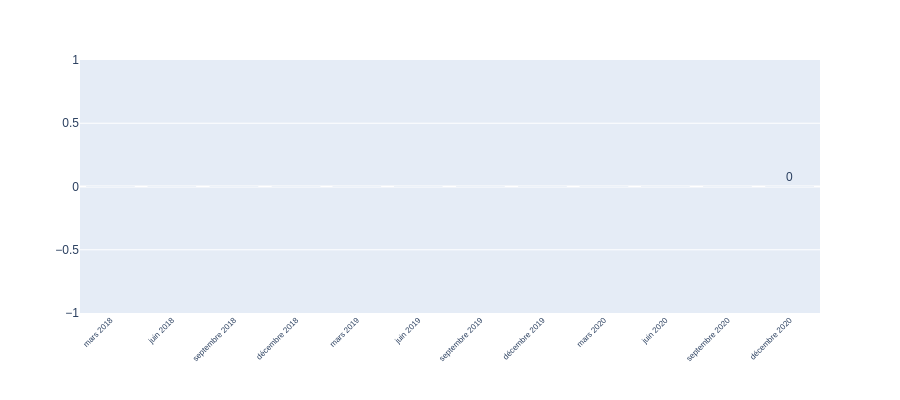 1
0.5
0
0
−0.5
−1
mars 2018
juin 2018
septembre 2018
décembre 2018
mars 2019
juin 2019
septembre 2019
décembre 2019
mars 2020
juin 2020
septembre 2020
décembre 2020